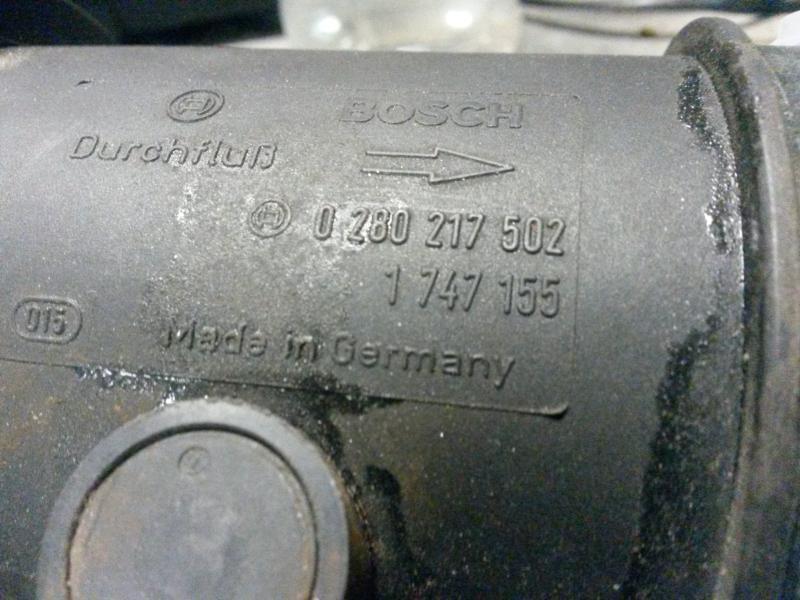 BOSCH
Durchfluß
0 280 217 502
1 747 155
015
Made in Germany